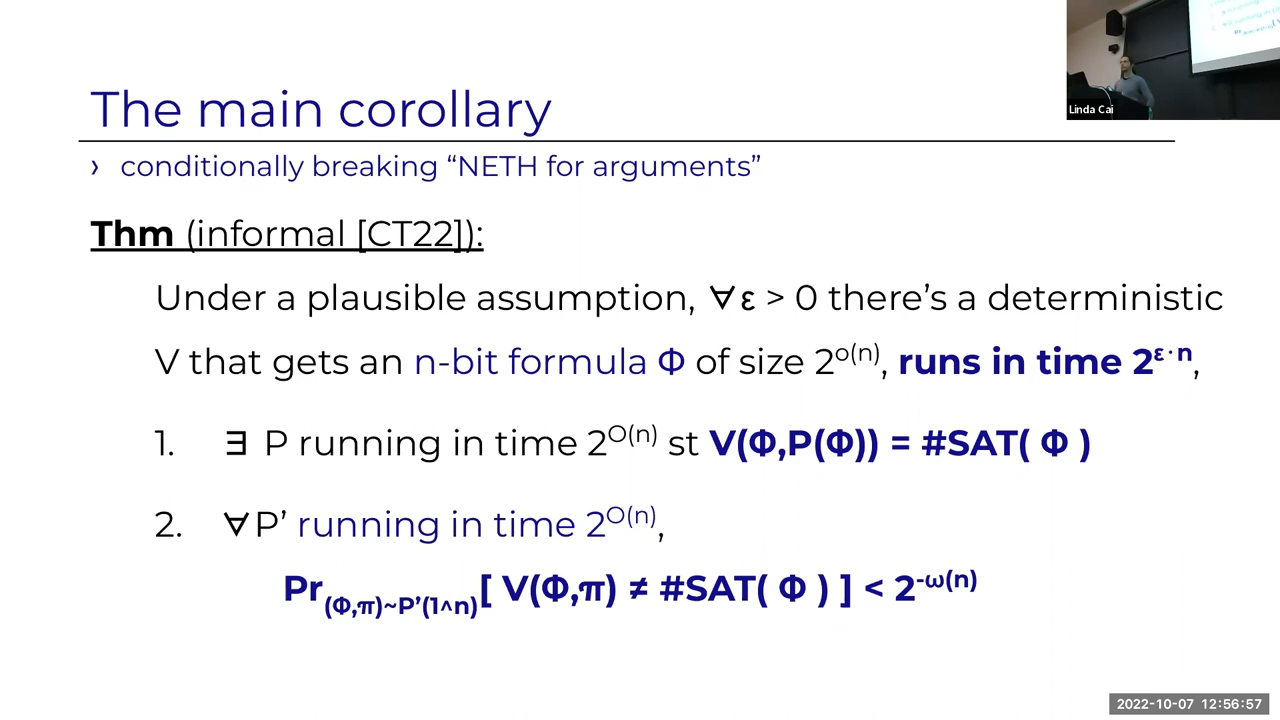 The main corollary
› conditionally breaking “NETH for arguments”
Thm (informal [CT22]):
Under a plausible assumption, ∀ε > 0 there’s a deterministic
V that gets an n-bit formula Φ of size 2^o(n), runs in time 2^ε·n,
1. ∃ P running in time 2^O(n) st V(Φ,P(Φ)) = #SAT( Φ )
2. ∀P’ running in time 2^O(n),
Pr_(Φ,π)~P’(1^n)[ V(Φ,π) ≠ #SAT( Φ ) ] < 2^-ω(n)
Linda Cai
2022-10-07 12:56:57